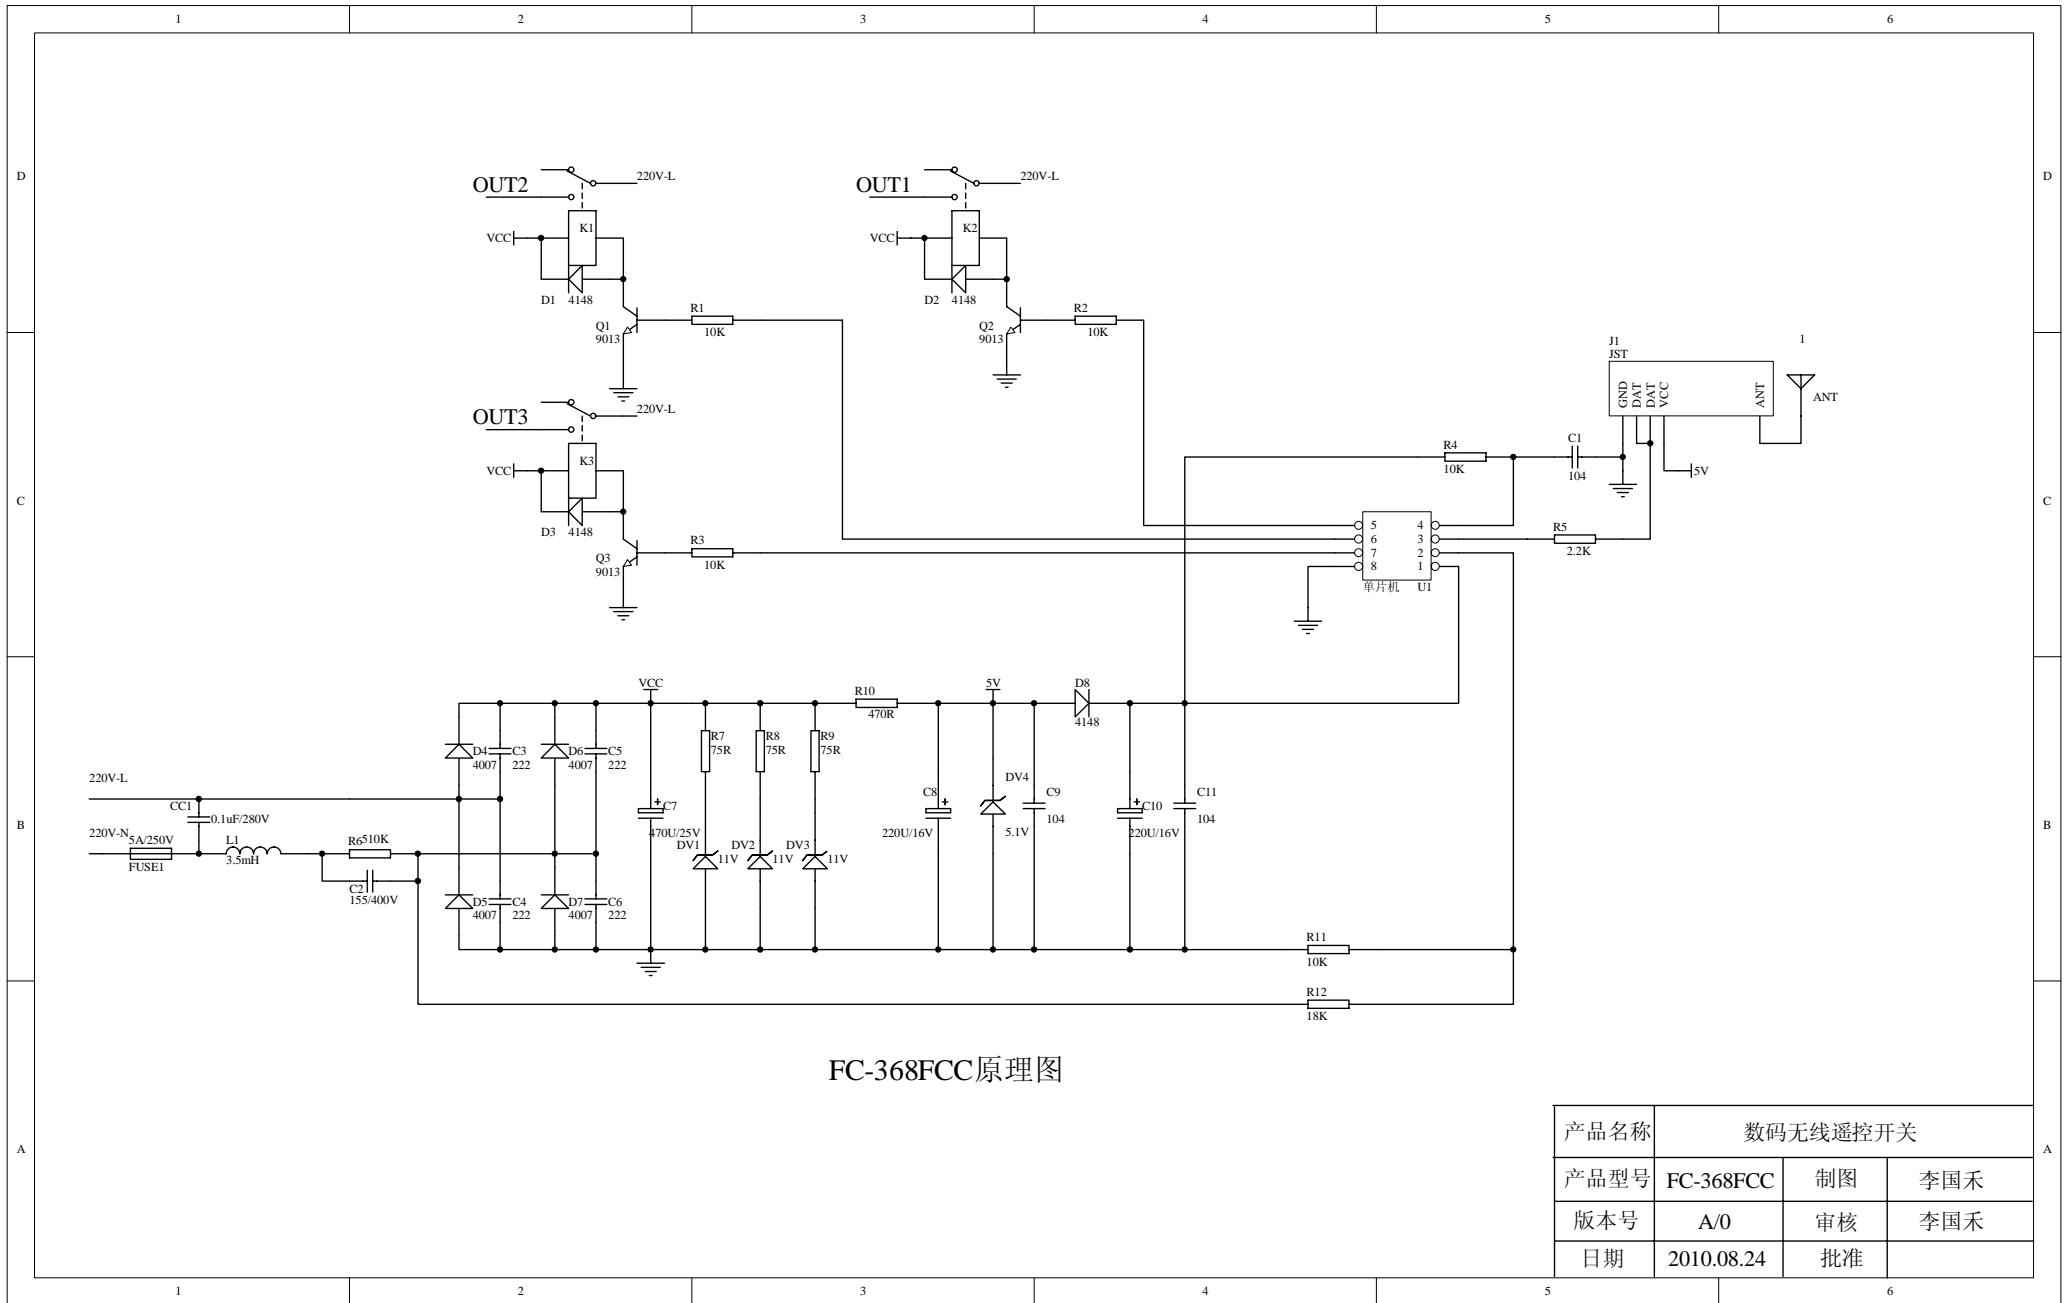 1 2 3 4 5 6
D D
OUT2 220V-L
K1
VCC
D1 4148
Q1
9013
R1
10K
OUT1 220V-L
K2
VCC
D2 4148
Q2
9013
R2
10K
J1
JST
GND
DAT
DAT
VCC
ANT
1
ANT
OUT3 220V-L
K3
VCC
D3 4148
Q3
9013
R3
10K
C C
R4
10K
C1
104
5V
R5
2.2K
5 4
6 3
7 2
8 1
单片机 U1
VCC
R10
470R
5V
D8
4148
D4
4007
C3
222
D6
4007
C5
222
R7
75R
R8
75R
R9
75R
220V-L
CC1
0.1uF/280V
220V-N
5A/250V
FUSE1
L1
3.5mH
R6 510K
C2
155/400V
D5
4007
C4
222
D7
4007
C6
222
C7
470U/25V
DV1 11V
DV2 11V
DV3 11V
C8
220U/16V
DV4
5.1V
C9
104
C10
220U/16V
C11
104
B B
R11
10K
R12
18K
FC-368FCC原理图
A A
产品名称 数码无线遥控开关
产品型号 FC-368FCC 制图 李国禾
版本号 A/0 审核 李国禾
日期 2010.08.24 批准
1 2 3 4 5 6